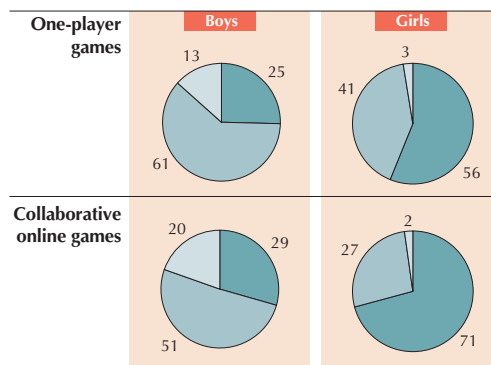 Boys
Girls
One-player
games
13
25
61
3
41
56
Collaborative
online games
20
29
51
2
27
71